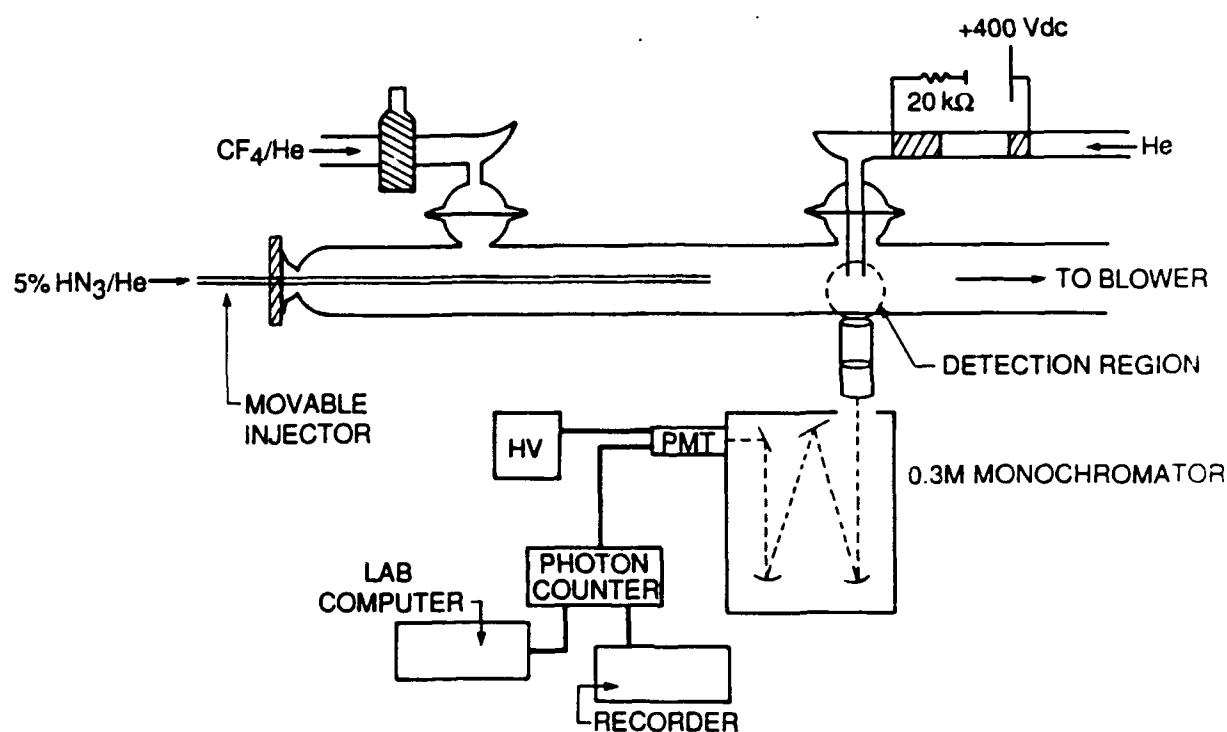 +400 Vdc
20 kΩ
CF4/He
He
5% HN3/He
TO BLOWER
DETECTION REGION
MOVABLE
INJECTOR
HV
PMT
0.3M MONOCHROMATOR
PHOTON
COUNTER
LAB
COMPUTER
RECORDER